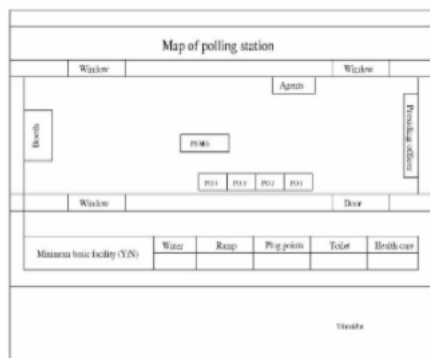 Map of polling station
Window Window
Agents
Booth
Presiding officer
PO4 PO3 PO2 PO1
Window Door
Minimum basic facility (Y/N) Water Ramp Plug points Toilet Health care